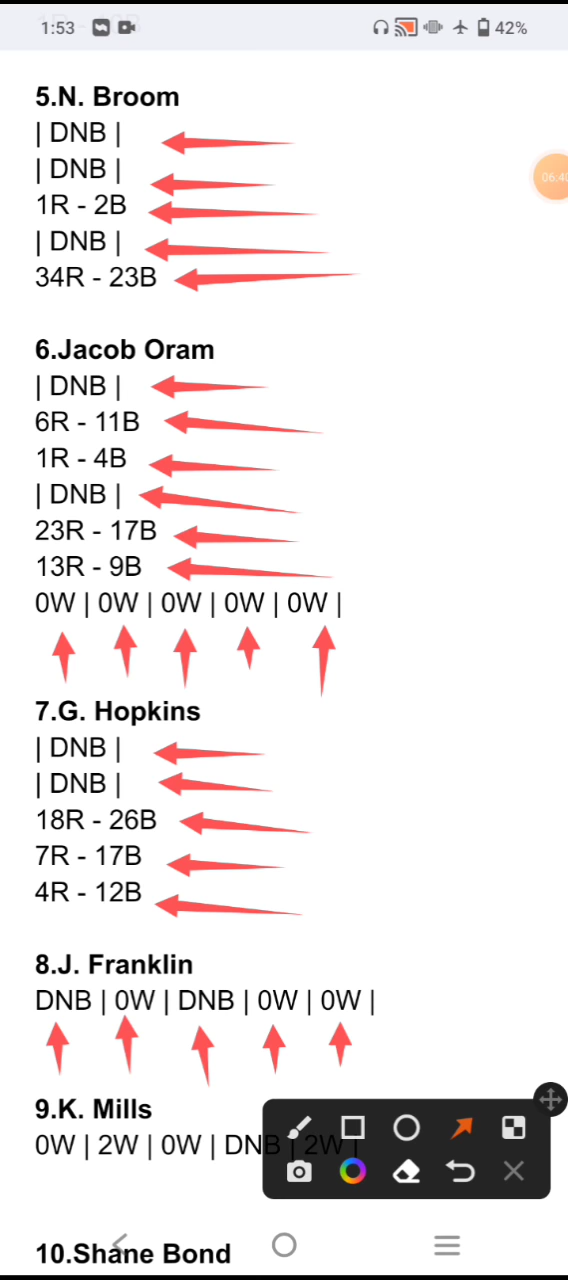 1:53
42%
5.N. Broom
| DNB |
| DNB |
1R - 2B
| DNB |
34R - 23B
06:40
6.Jacob Oram
| DNB |
6R - 11B
1R - 4B
| DNB |
23R - 17B
13R - 9B
0W | 0W | 0W | 0W | 0W |
7.G. Hopkins
| DNB |
| DNB |
18R - 26B
7R - 17B
4R - 12B
8.J. Franklin
DNB | 0W | DNB | 0W | 0W |
9.K. Mills
0W | 2W | 0W | DNB | 2W |
10.Shane Bond